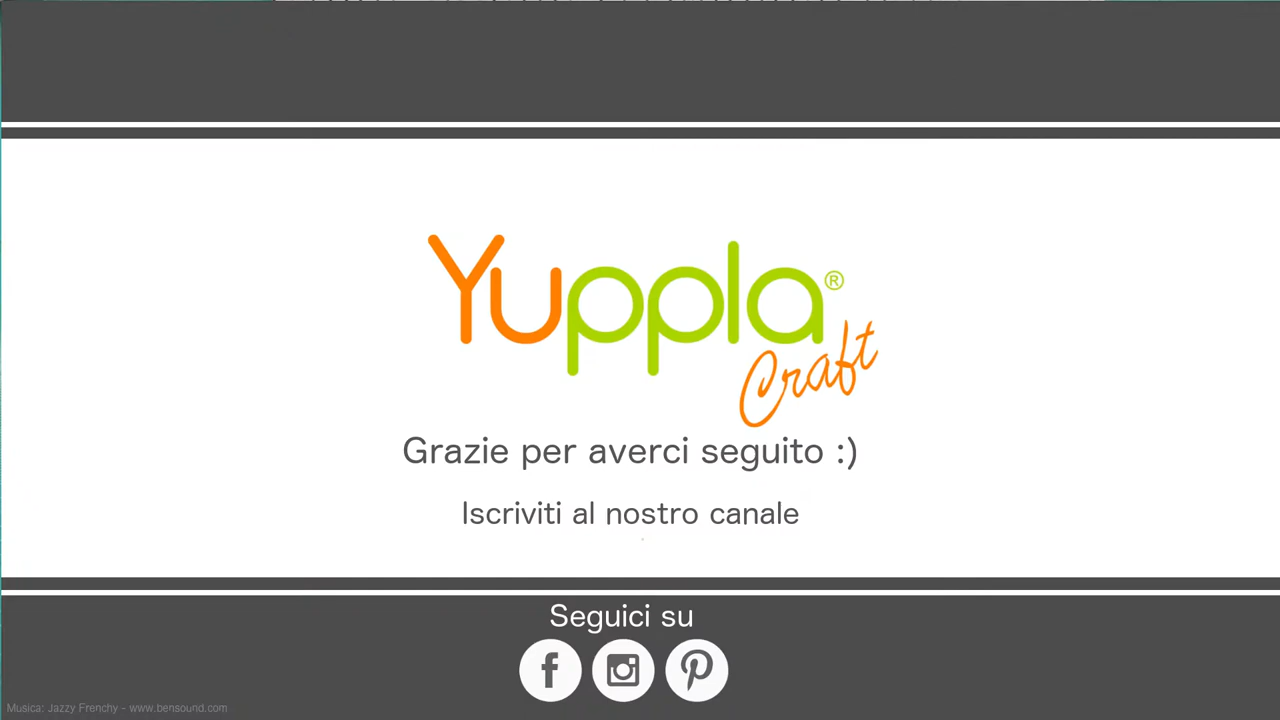 Yuppla®
Craft
Grazie per averci seguito :)
Iscriviti al nostro canale
Seguici su
Musica: Jazzy Frenchy - www.bensound.com